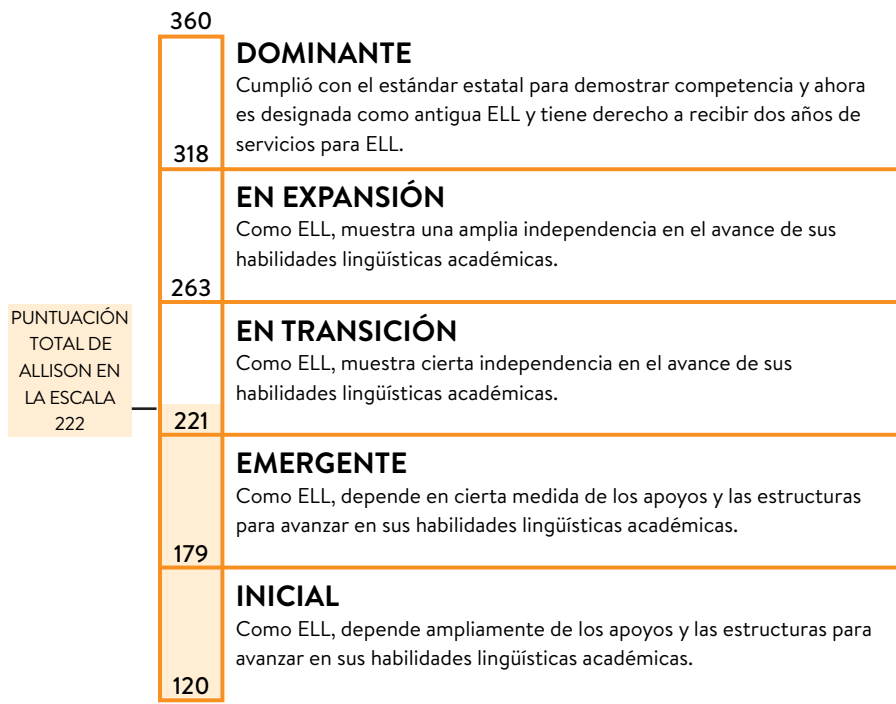 360
DOMINANTE
Cumplió con el estándar estatal para demostrar competencia y ahora
es designada como antigua ELL y tiene derecho a recibir dos años de
servicios para ELL.
318
EN EXPANSIÓN
Como ELL, muestra una amplia independencia en el avance de sus
habilidades lingüísticas académicas.
263
PUNTUACIÓN
TOTAL DE
ALLISON EN
LA ESCALA
222
EN TRANSICIÓN
Como ELL, muestra cierta independencia en el avance de sus
habilidades lingüísticas académicas.
221
EMERGENTE
Como ELL, depende en cierta medida de los apoyos y las estructuras
para avanzar en sus habilidades lingüísticas académicas.
179
INICIAL
Como ELL, depende ampliamente de los apoyos y las estructuras para
avanzar en sus habilidades lingüísticas académicas.
120